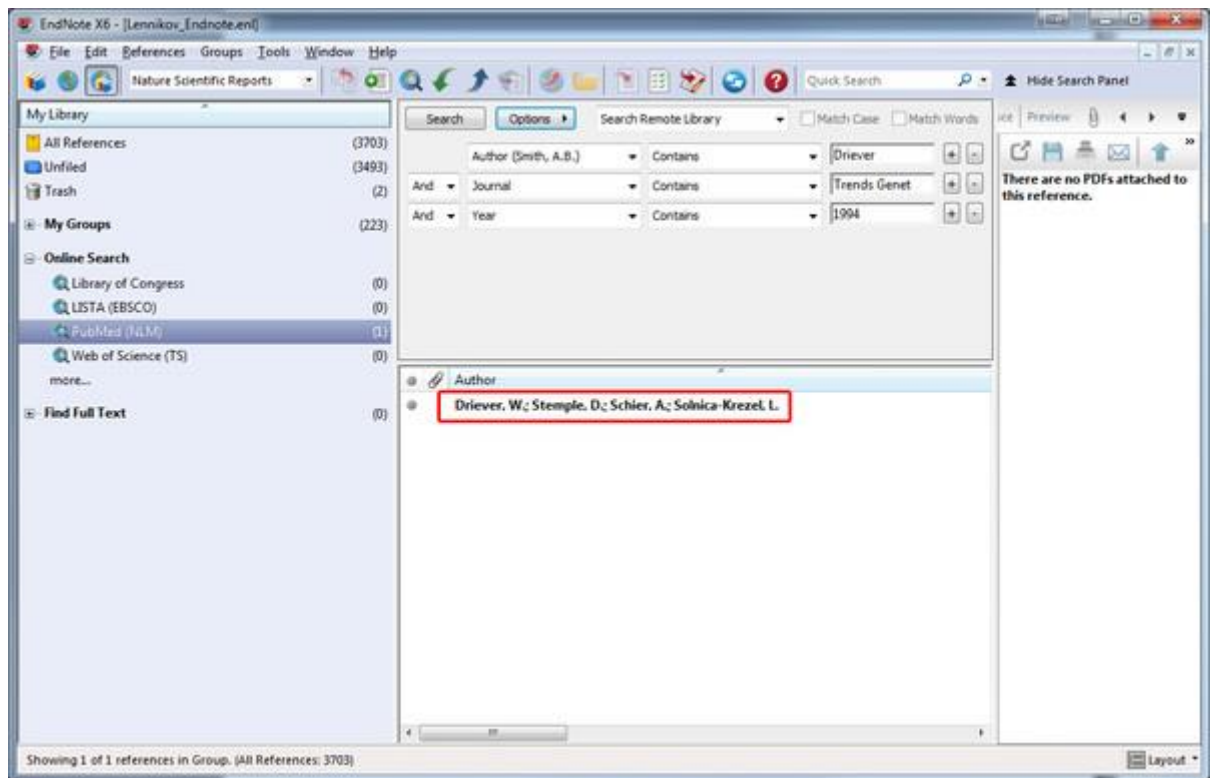 EndNote X6 - [Lennikov_Endnote.enl]
File Edit References Groups Tools Window Help
Nature Scientific Reports
Quick Search
Hide Search Panel
My Library
All References (3703)
Unfiled (3493)
Trash (2)
My Groups (223)
Online Search
Library of Congress (0)
LISTA (EBSCO) (0)
PubMed (NLM) (1)
Web of Science (TS) (0)
more...
Find Full Text (0)
Search Options Search Remote Library Match Case Match Words
Author (Smith, A.B.) Contains Driever
And Journal Contains Trends Genet
And Year Contains 1994
Author
Driever, W.; Stemple, D.; Schier, A.; Solnica-Krezel, L.
Preview
There are no PDFs attached to
this reference.
Showing 1 of 1 references in Group. (All References: 3703)
Layout